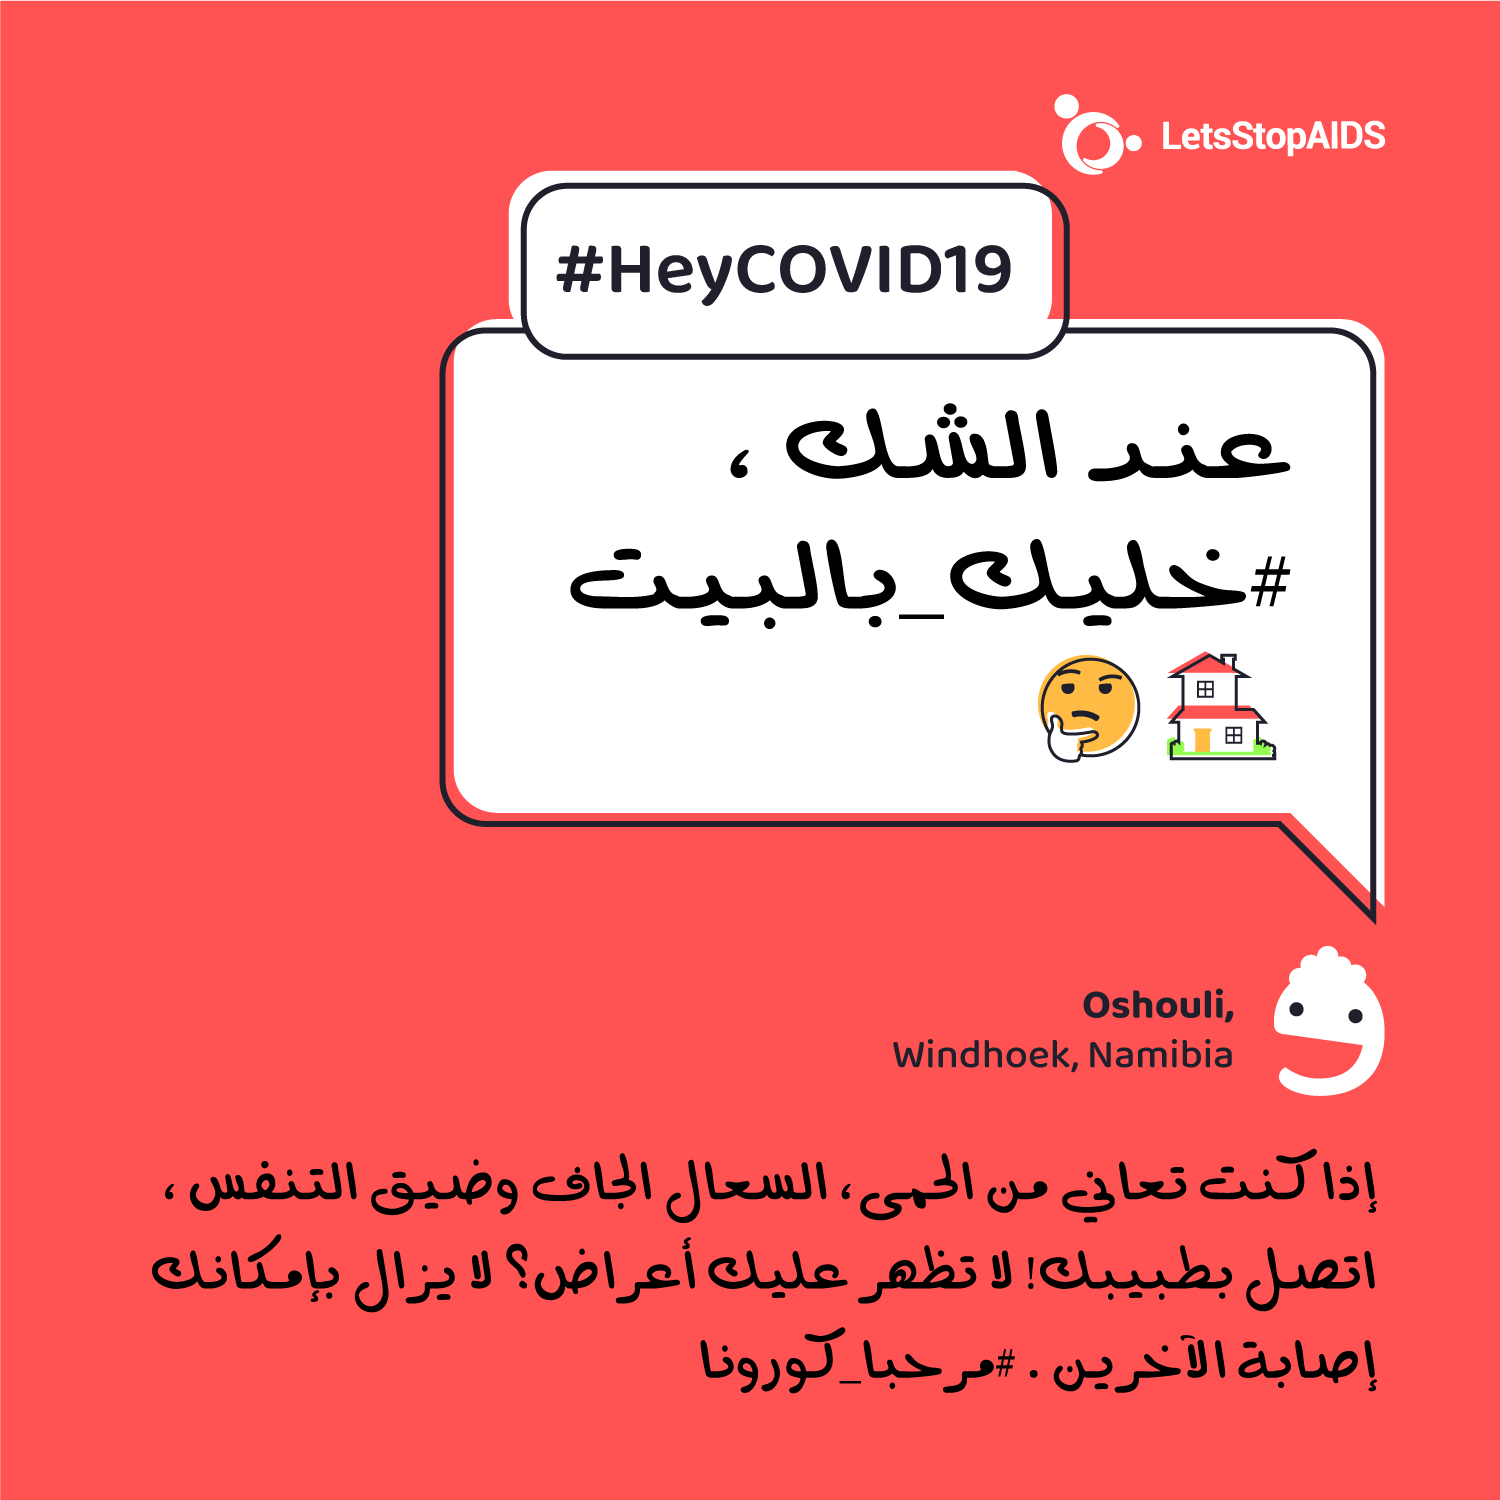 LetsStopAIDS
#HeyCOVID19
عند الشك ،
#خليك_بالبيت
Oshouli,
Windhoek, Namibia
إذا كنت تعاني من الحمى، السعال الجاف وضيق التنفس ،
اتصل بطبيبك! لا تظهر عليك أعراض؟ لا يزال بإمكانك
إصابة الآخرين . #مرحبا_كورونا